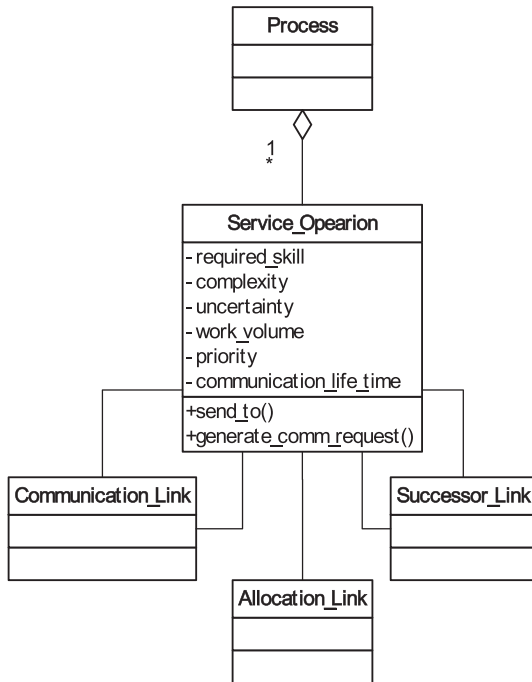 Process
1
*
Service_Opearion
- required_skill
- complexity
- uncertainty
- work_volume
- priority
- communication_life_time
+send_to()
+generate_comm_request()
Communication_Link
Successor_Link
Allocation_Link